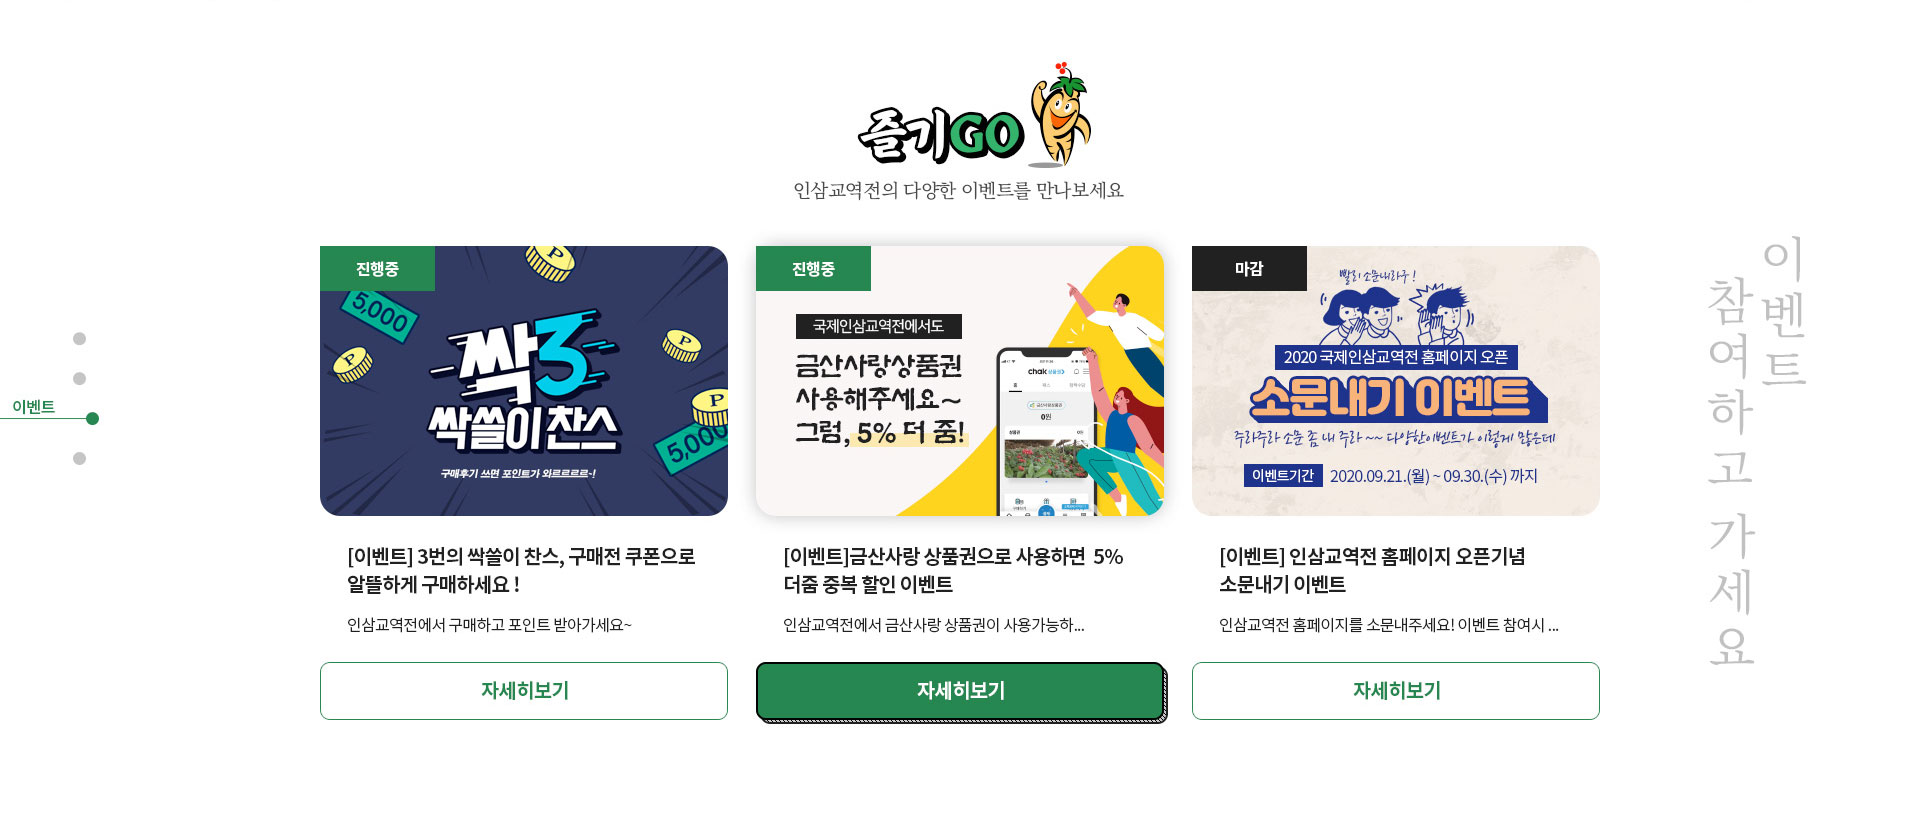 즐기GO
인삼교역전의 다양한 이벤트를 만나보세요
이벤트
진행중
5,000
P
P
P
P
5,000
싹3
싹쓸이 찬스
구매후기 쓰면 포인트가 와르르르르~!
[이벤트] 3번의 싹쓸이 찬스, 구매전 쿠폰으로
알뜰하게 구매하세요 !
인삼교역전에서 구매하고 포인트 받아가세요~
자세히보기
진행중
국제인삼교역전에서도
금산사랑상품권
사용해주세요~
그럼, 5% 더 줌!
chak 상품권
0원
상품권
[이벤트]금산사랑 상품권으로 사용하면 5%
더줌 중복 할인 이벤트
인삼교역전에서 금산사랑 상품권이 사용가능하...
자세히보기
마감
빨리 소문내라구 !
2020 국제인삼교역전 홈페이지 오픈
소문내기 이벤트
주라주라 소문 좀 내 주라 ~~ 다양한이벤트가 이렇게 많은데
이벤트기간 2020.09.21.(월) ~ 09.30.(수) 까지
[이벤트] 인삼교역전 홈페이지 오픈기념
소문내기 이벤트
인삼교역전 홈페이지를 소문내주세요! 이벤트 참여시 ...
자세히보기
이벤트
참여하고 가세요